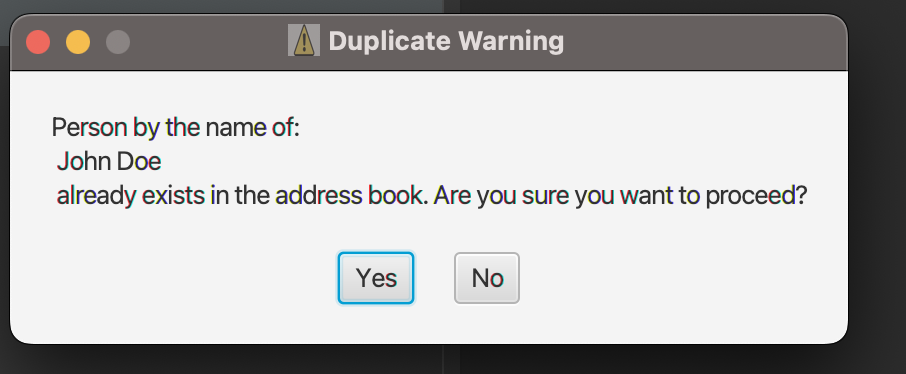 Duplicate Warning
Person by the name of:
John Doe
already exists in the address book. Are you sure you want to proceed?
Yes No